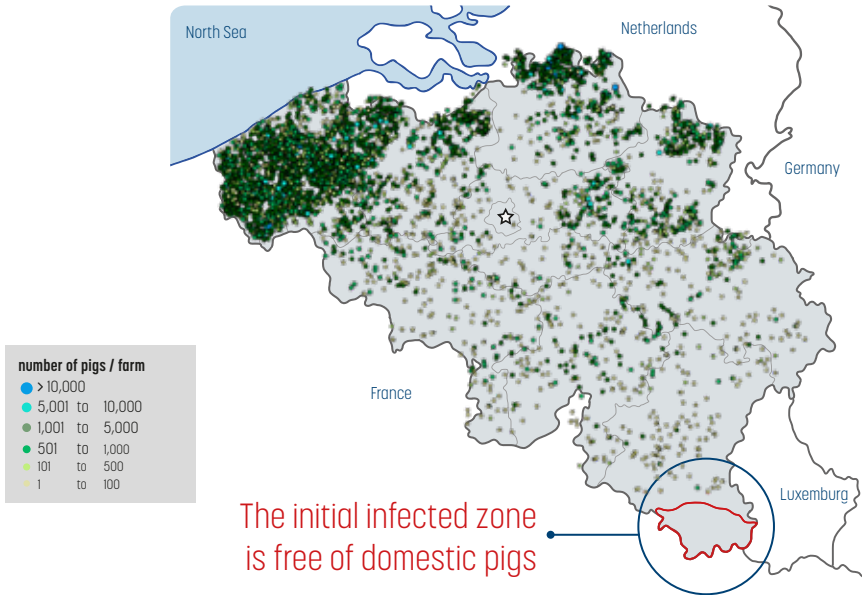 North Sea
Netherlands
Germany
number of pigs / farm
> 10,000
5,001 to 10,000
1,001 to 5,000
501 to 1,000
101 to 500
1 to 100
France
Luxemburg
The initial infected zone
is free of domestic pigs